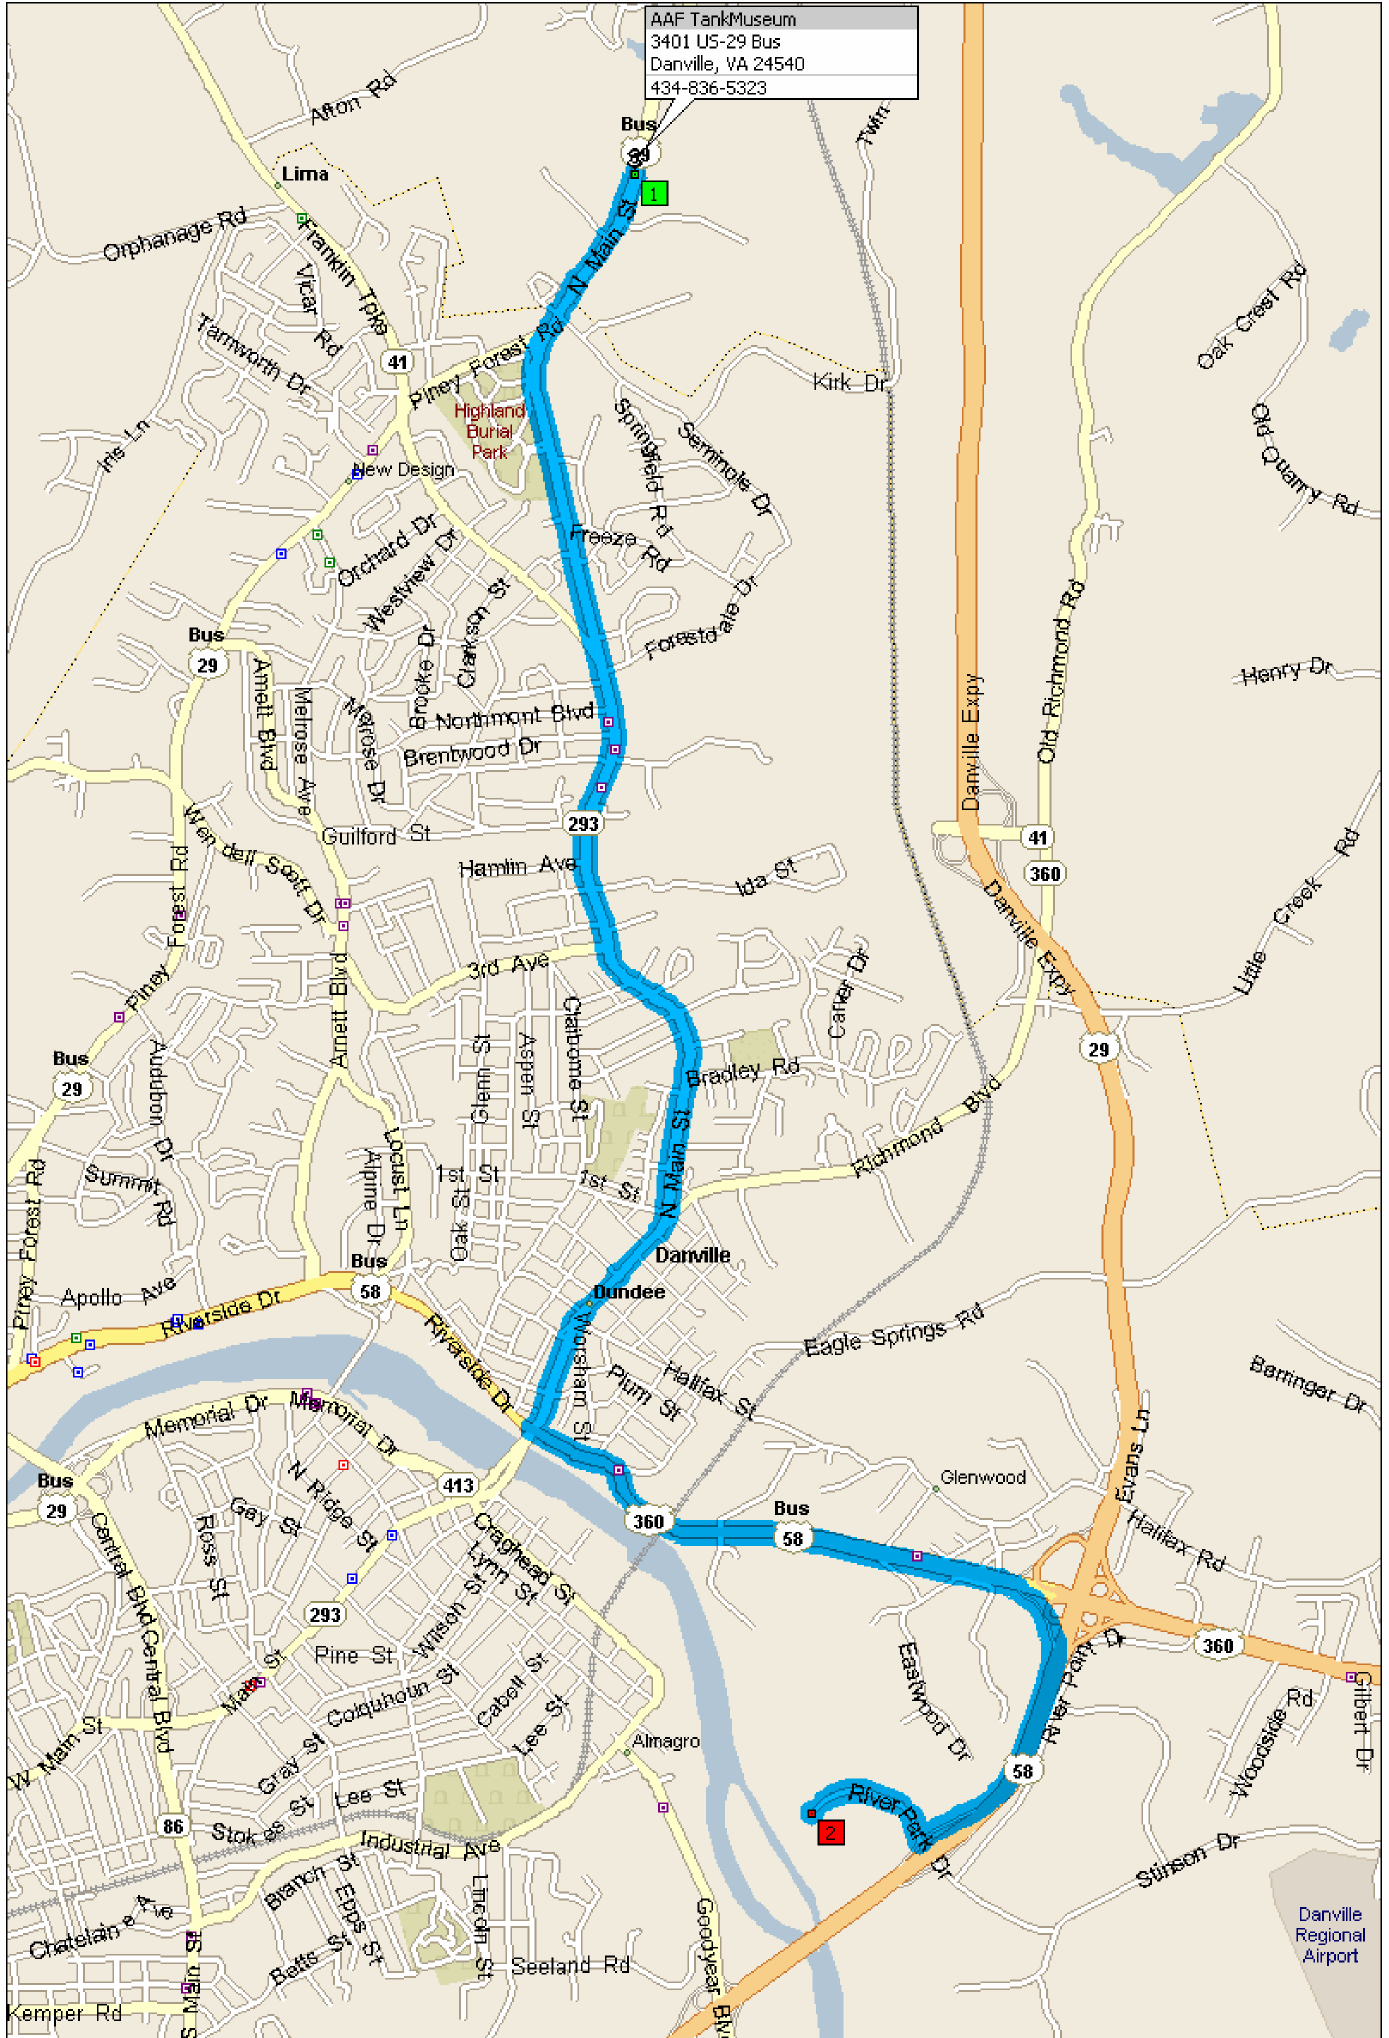 AAF TankMuseum
3401 US-29 Bus
Danville, VA 24540
434-836-5323
Bus
29
1
Afton Rd
Twin
Lima
Orphanage Rd
Franklin Tpke
N Main St
Vicar Rd
Tamworth Dr
41
Piney Forest Rd
Kirk Dr
Oak Crest Rd
Highland
Burial
Park
Springfield Rd
Seminole Dr
Old Quarry Rd
Iris Ln
New Design
Orchard Dr
Freeze Rd
Westview Dr
Clarkson St
Brooke Dr
Forestdale Dr
Old Richmond Rd
Bus
29
Arnett Blvd
Melrose Ave
Melrose Dr
Northmont Blvd
Brentwood Dr
Danville Expy
Henry Dr
Wendell Scott Dr
Guilford St
293
41
360
Hamlin Ave
Ida St
Danville Expy
Little Creek Rd
Piney Forest Rd
3rd Ave
Arnett Blvd
Carver Dr
Claiborne St
Aspen St
Glenn St
29
Bus
29
Audubon Dr
Bradley Rd
Richmond Blvd
Locust Ln
Alpine Dr
1st St
1st St
Oak St
N Main St
Summit Rd
Piney Forest Rd
Danville
Bus
58
Apollo Ave
Riverside Dr
Dundee
Riverside Dr
Worsham St
Plum St
Halifax St
Eagle Springs Rd
Barringer Dr
Memorial Dr
Memorial Dr
Evans Ln
Bus
29
413
N Ridge St
Gay St
Ross St
Glenwood
360
Bus
58
Halifax Rd
Central Blvd
Central Blvd
Craghead St
Lynn St
Wilson St
293
Pine St
Main St
Colquhoun St
Cabell St
Lee St
Eastwood Dr
River Point Dr
360
Woodside Rd
Gilbert Dr
W Main St
Gray St
Almagro
58
Stokes St
Lee St
86
River Park Dr
2
Industrial Ave
Stinson Dr
Branch St
Epps St
Lincoln St
Chatelaine Ave
Betts St
Seeland Rd
Goodyear Blvd
Danville
Regional
Airport
Kemper Rd
S Main S